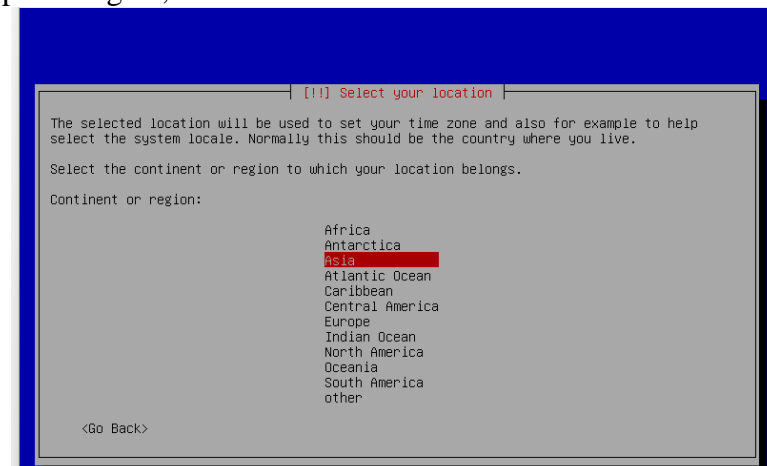 [!!] Select your location
The selected location will be used to set your time zone and also for example to help
select the system locale. Normally this should be the country where you live.
Select the continent or region to which your location belongs.
Continent or region:
Africa
Antarctica
Asia
Atlantic Ocean
Caribbean
Central America
Europe
Indian Ocean
North America
Oceania
South America
other
<Go Back>